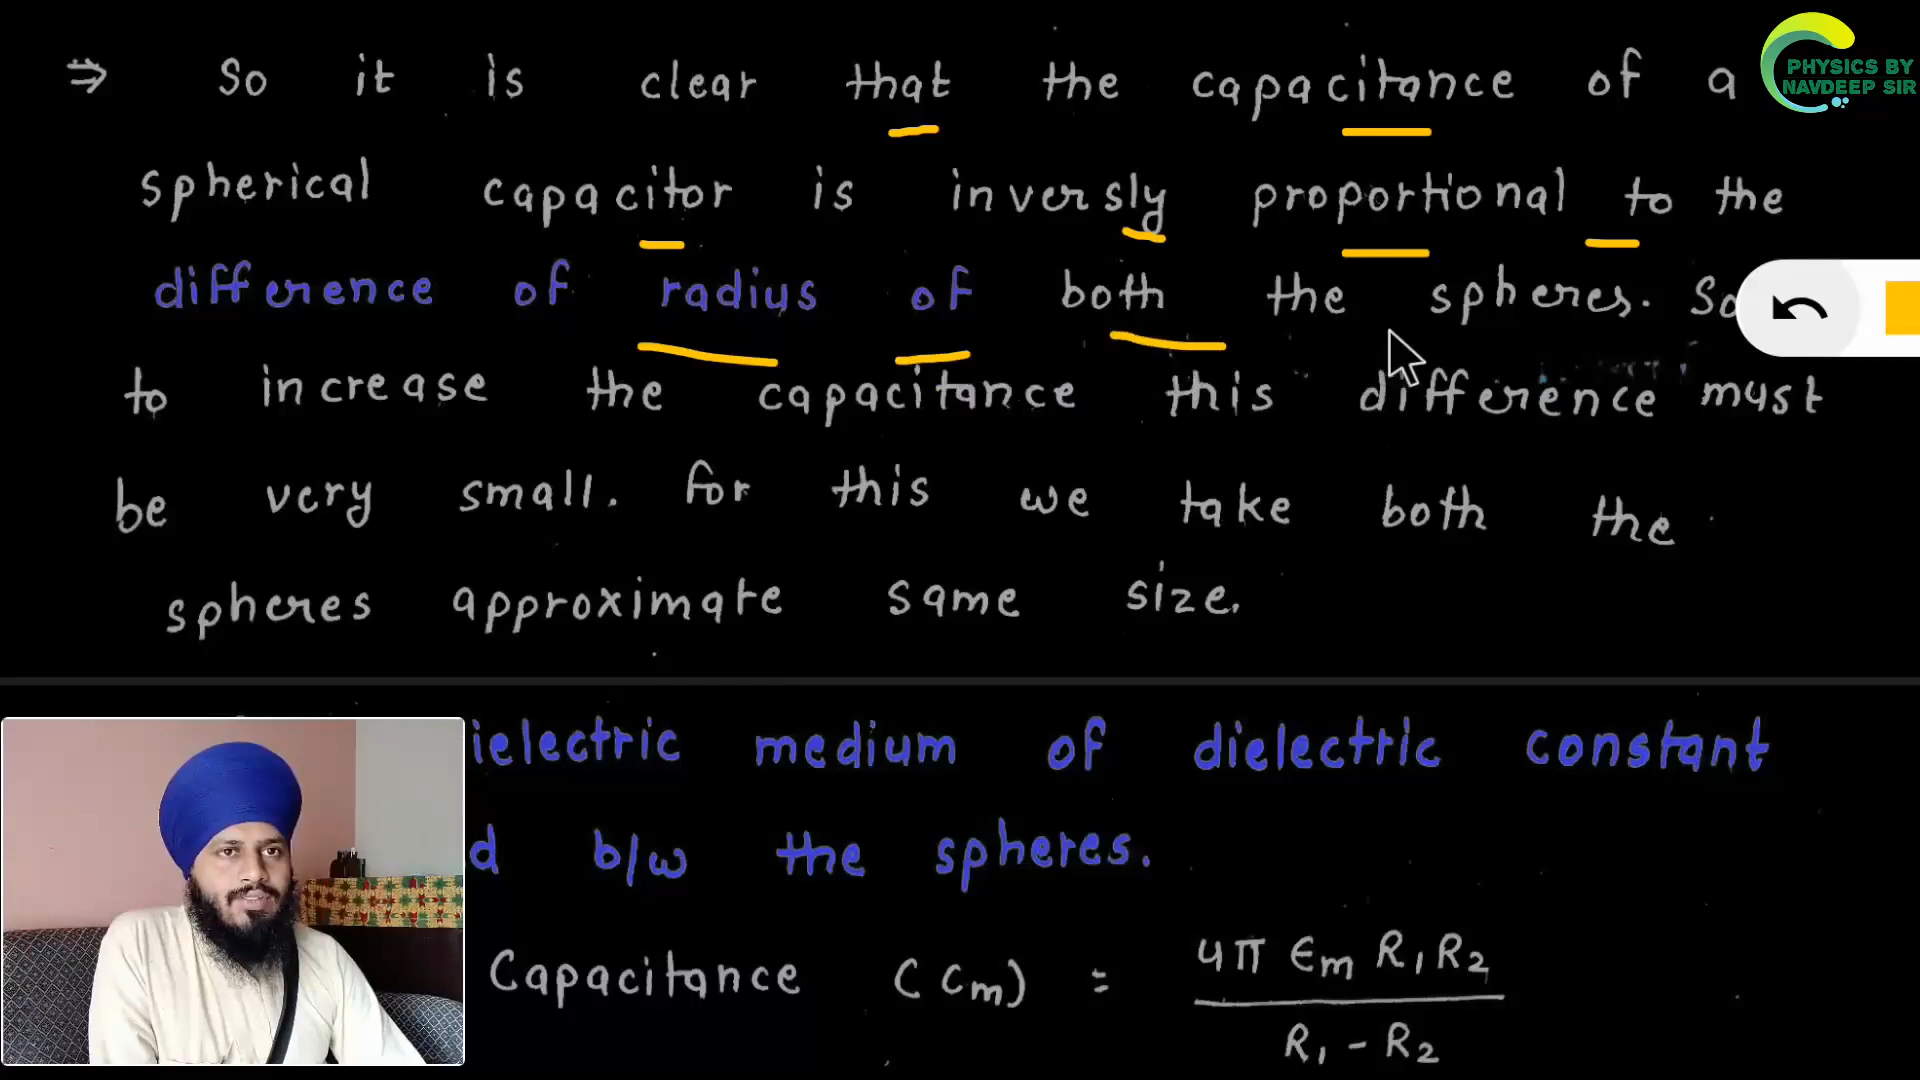 PHYSICS BY
NAVDEEP SIR
⇒ So it is clear that the capacitance of a
spherical capacitor is inversly proportional to the
difference of radius of both the spheres. So
to increase the capacitance this difference must
be very small. for this we take both the
spheres approximate same size.
ielectric medium of dielectric constant
d b/w the spheres.
Capacitance (Cm) = 4π ϵm R1R2
R1 - R2